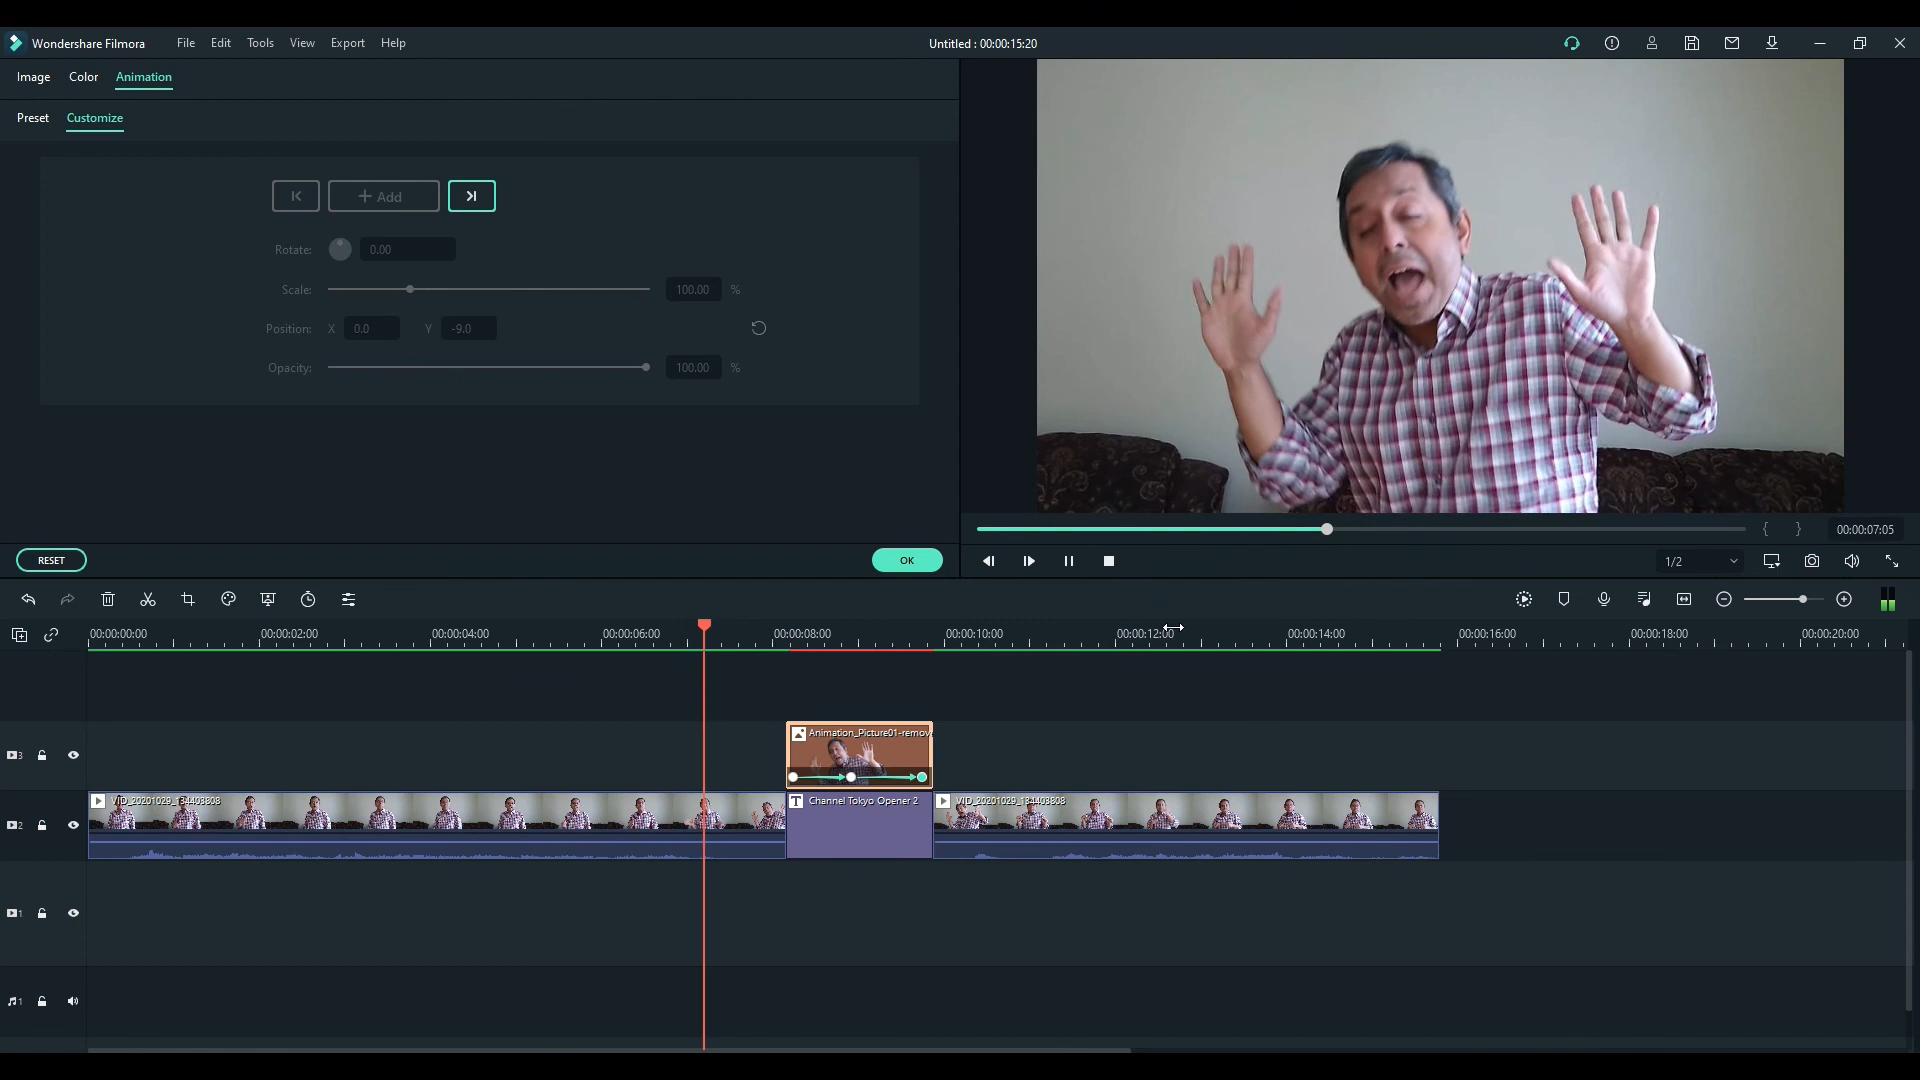 Wondershare Filmora File Edit Tools View Export Help Untitled : 00:00:15:20
Image Color Animation
Preset Customize
+ Add
Rotate: 0.00
Scale: 100.00 %
Position: X 0.0 Y -9.0
Opacity: 100.00 %
{ } 00:00:07:05
RESET OK
1/2
00:00:00:00 00:00:02:00 00:00:04:00 00:00:06:00 00:00:08:00 00:00:10:00 00:00:12:00 00:00:14:00 00:00:16:00 00:00:18:00 00:00:20:00
Animation_Picture01-remov
3
VID_20201029_134403808 T Channel Tokyo Opener 2 VID_20201029_134403808
2
1
1